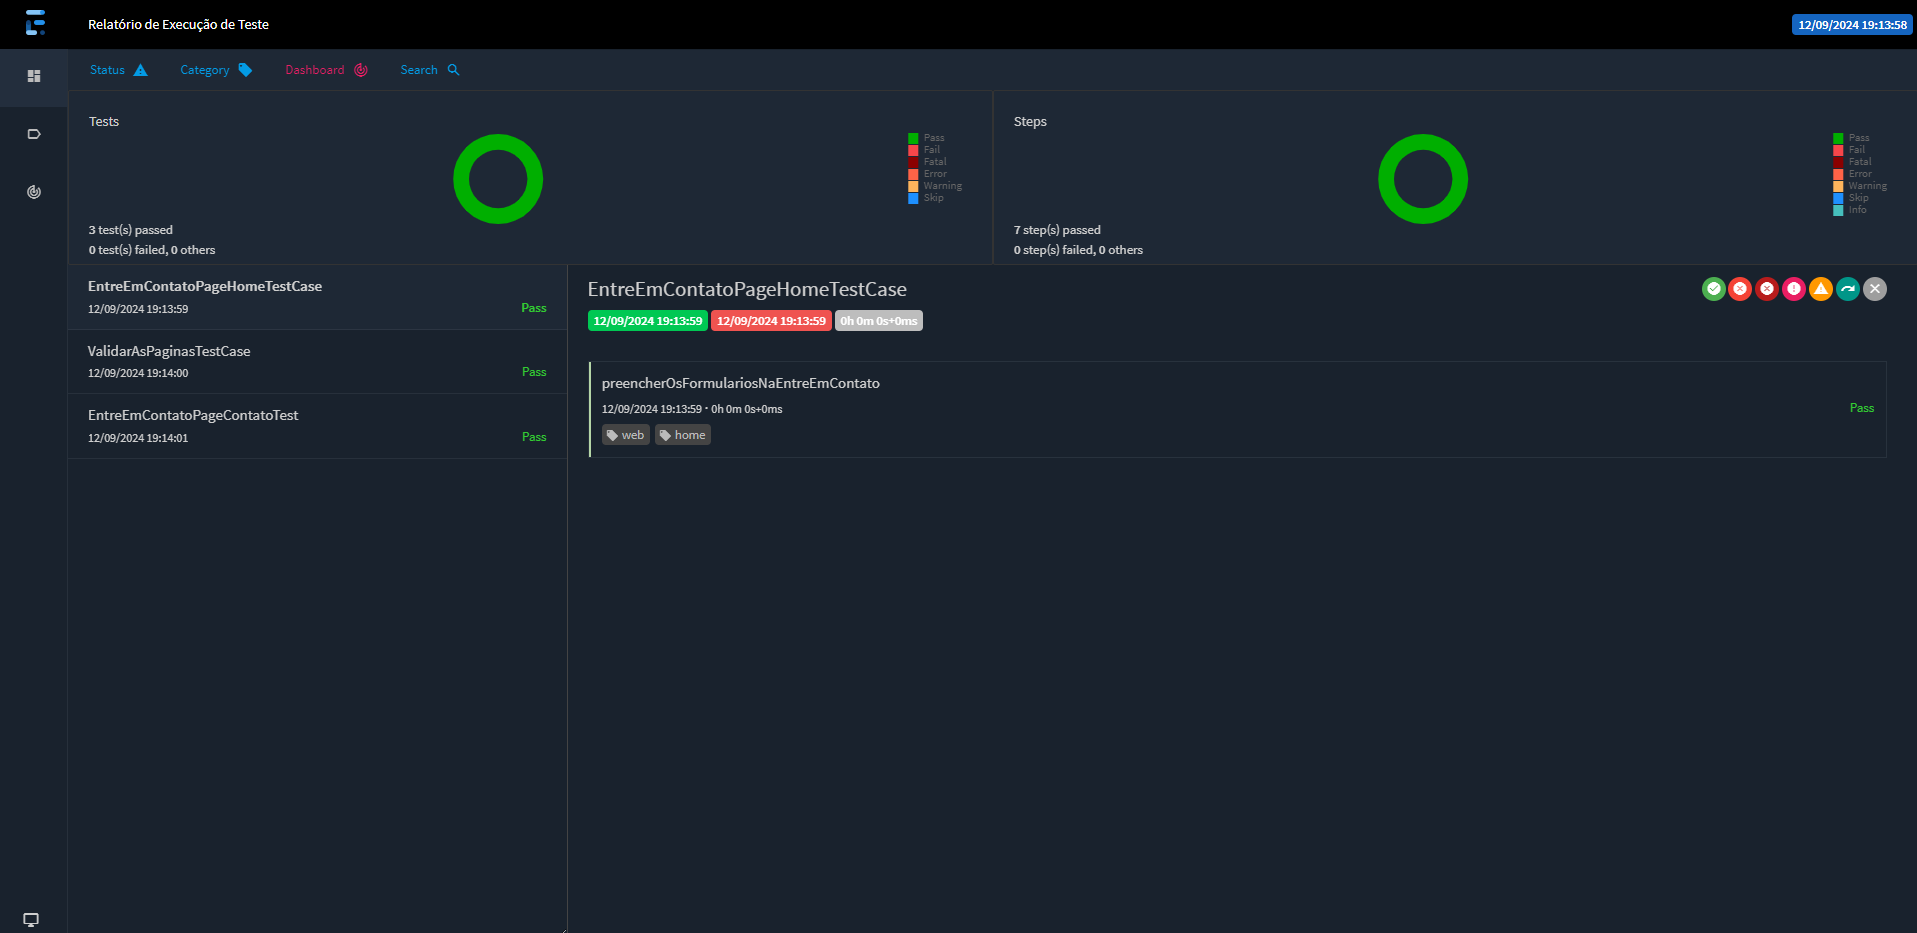 Relatório de Execução de Teste
12/09/2024 19:13:58
Status
Category
Dashboard
Search
Tests
Pass
Fail
Fatal
Error
Warning
Skip
3 test(s) passed
0 test(s) failed, 0 others
Steps
Pass
Fail
Fatal
Error
Warning
Skip
Info
7 step(s) passed
0 step(s) failed, 0 others
EntreEmContatoPageHomeTestCase
12/09/2024 19:13:59
Pass
ValidarAsPaginasTestCase
12/09/2024 19:14:00
Pass
EntreEmContatoPageContatoTest
12/09/2024 19:14:01
Pass
EntreEmContatoPageHomeTestCase
12/09/2024 19:13:59 12/09/2024 19:13:59 0h 0m 0s+0ms
preencherOsFormulariosNaEntreEmContato
12/09/2024 19:13:59 · 0h 0m 0s+0ms
Pass
web home